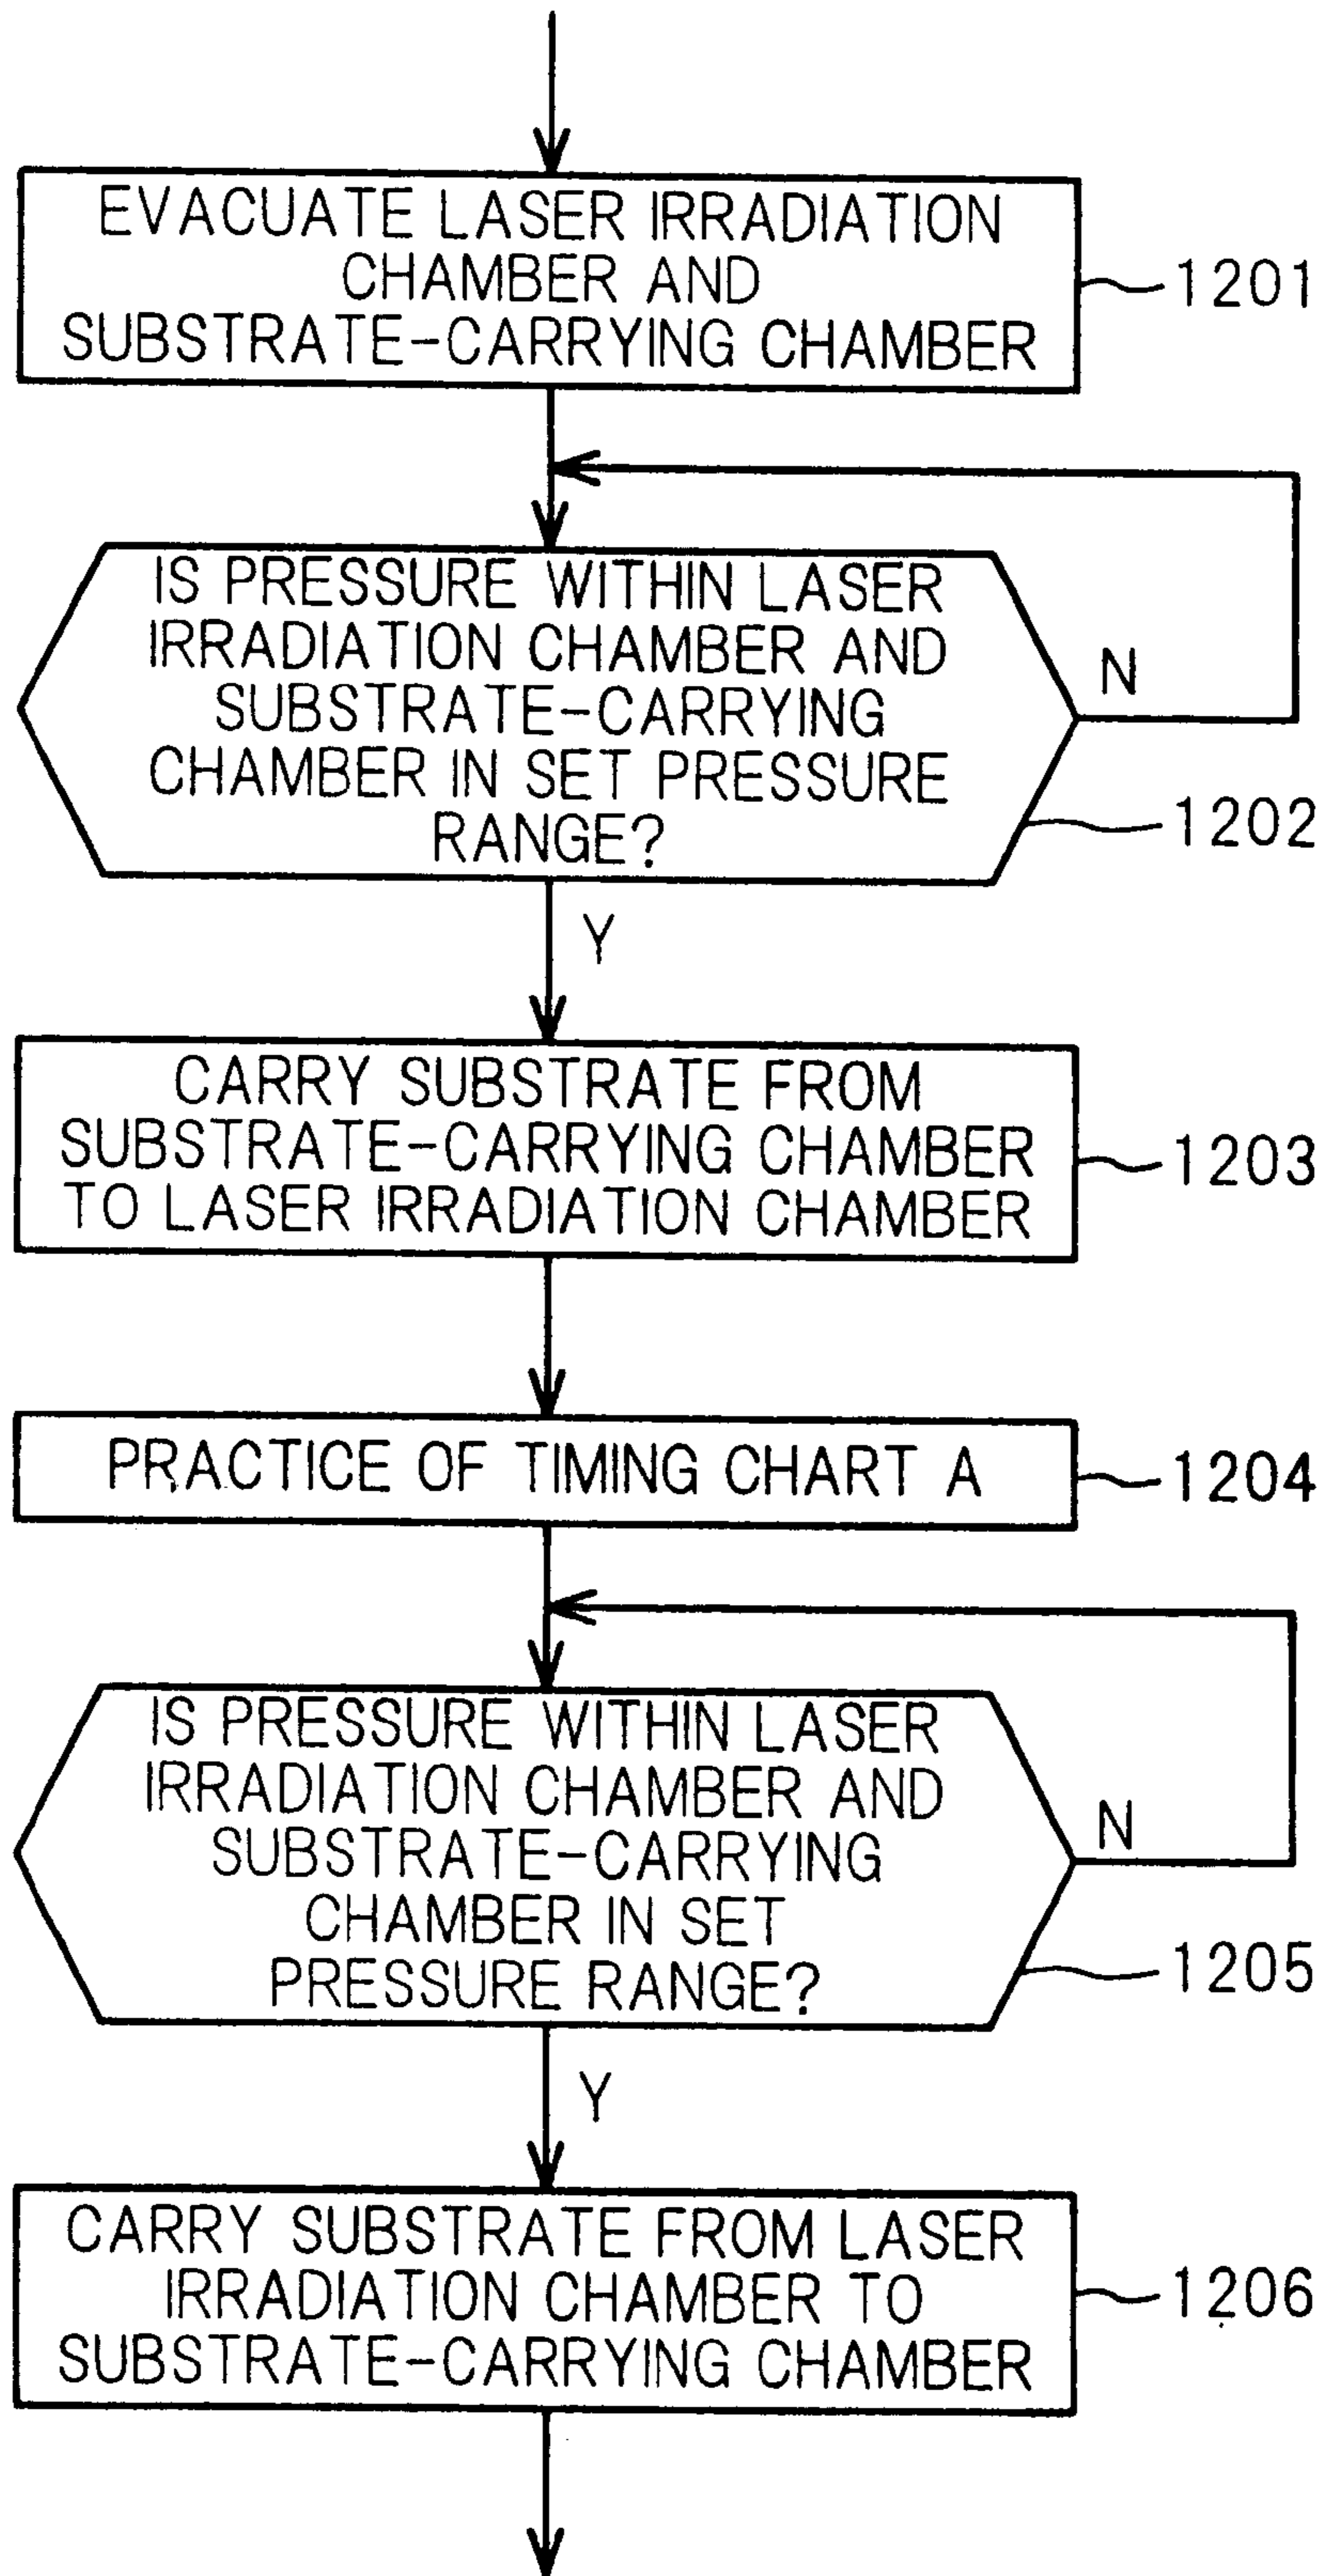 EVACUATE LASER IRRADIATION
CHAMBER AND
SUBSTRATE-CARRYING CHAMBER
1201
IS PRESSURE WITHIN LASER
IRRADIATION CHAMBER AND
SUBSTRATE-CARRYING
CHAMBER IN SET PRESSURE
RANGE?
N
1202
Y
CARRY SUBSTRATE FROM
SUBSTRATE-CARRYING CHAMBER
TO LASER IRRADIATION CHAMBER
1203
PRACTICE OF TIMING CHART A
1204
IS PRESSURE WITHIN LASER
IRRADIATION CHAMBER AND
SUBSTRATE-CARRYING
CHAMBER IN SET
PRESSURE RANGE?
N
1205
Y
CARRY SUBSTRATE FROM LASER
IRRADIATION CHAMBER TO
SUBSTRATE-CARRYING CHAMBER
1206